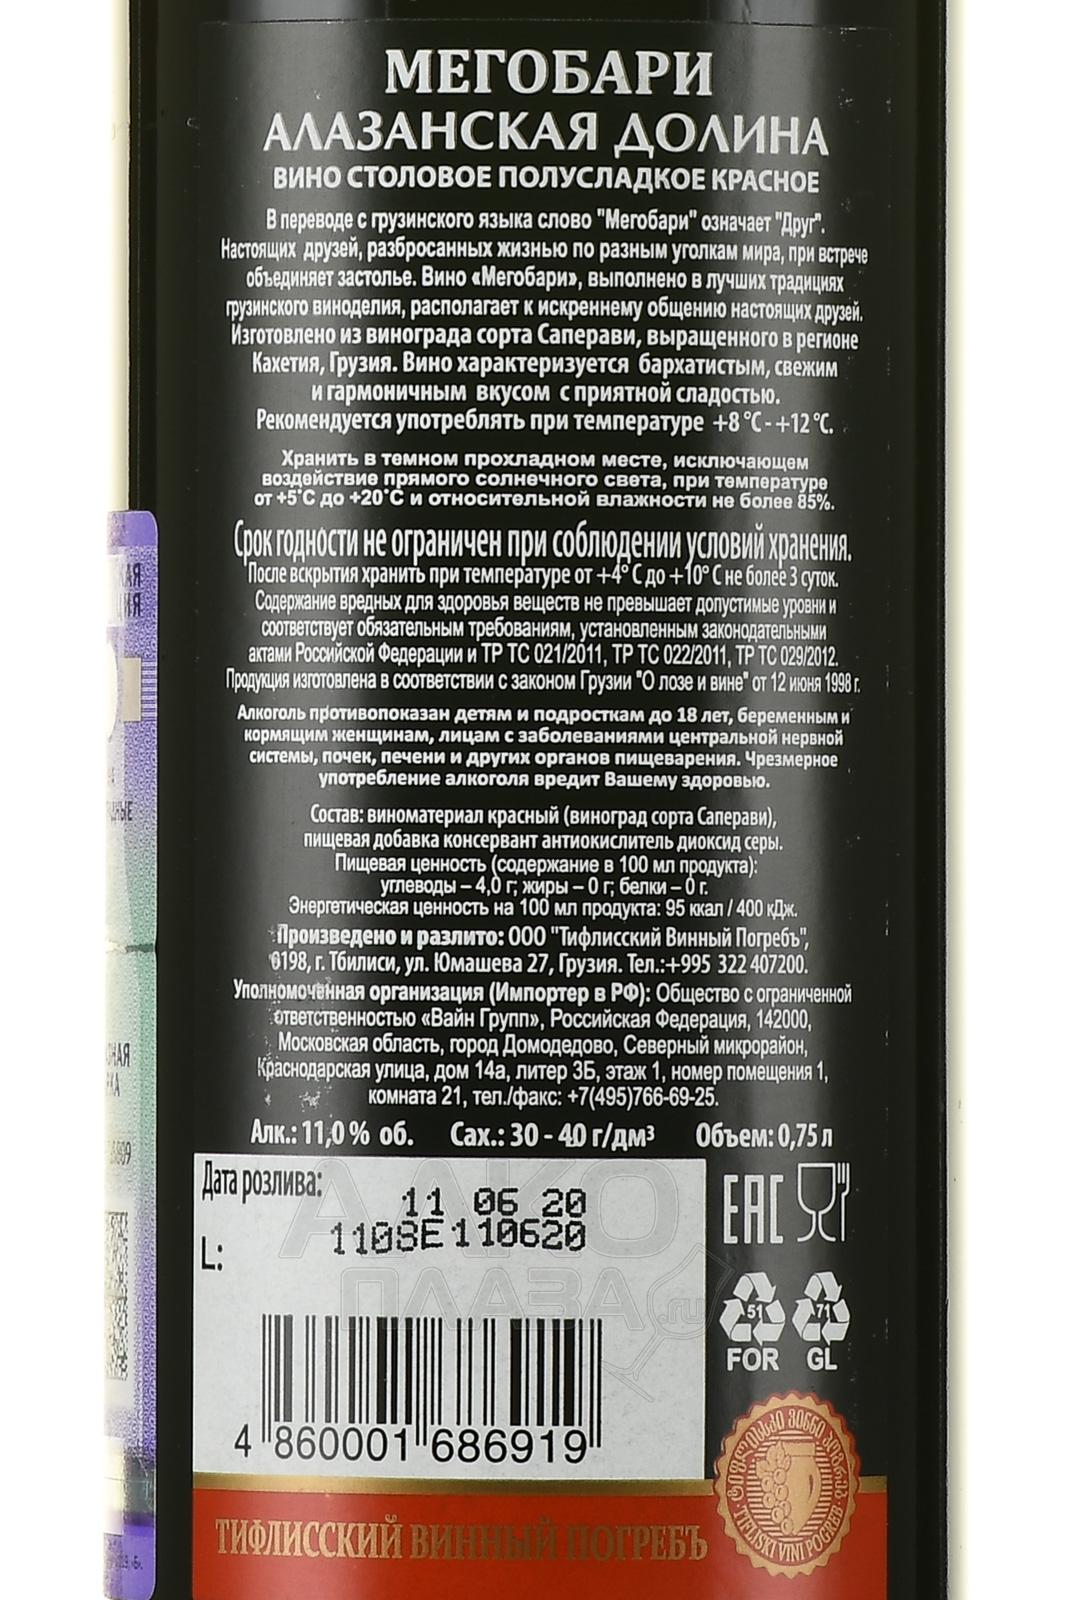 МЕГОБАРИ
АЛАЗАНСКАЯ ДОЛИНА
ВИНО СТОЛОВОЕ ПОЛУСЛАДКОЕ КРАСНОЕ
В переводе с грузинского языка слово "Мегобари" означает "Друг".
Настоящих друзей, разбросанных жизнью по разным уголкам мира, при встрече
объединяет застолье. Вино «Мегобари», выполнено в лучших традициях
грузинского виноделия, располагает к искреннему общению настоящих друзей.
Изготовлено из винограда сорта Саперави, выращенного в регионе
Кахетия, Грузия. Вино характеризуется бархатистым, свежим
и гармоничным вкусом с приятной сладостью.
Рекомендуется употреблять при температуре +8 °С - +12 °С.
Хранить в темном прохладном месте, исключающем
воздействие прямого солнечного света, при температуре
от +5°С до +20°С и относительной влажности не более 85%.
Срок годности не ограничен при соблюдении условий хранения.
После вскрытия хранить при температуре от +4° С до +10° С не более 3 суток.
Содержание вредных для здоровья веществ не превышает допустимые уровни и
соответствует обязательным требованиям, установленным законодательными
актами Российской Федерации и ТР ТС 021/2011, ТР ТС 022/2011, ТР ТС 029/2012.
Продукция изготовлена в соответствии с законом Грузии "О лозе и вине" от 12 июня 1998 г.
Алкоголь противопоказан детям и подросткам до 18 лет, беременным и
кормящим женщинам, лицам с заболеваниями центральной нервной
системы, почек, печени и других органов пищеварения. Чрезмерное
употребление алкоголя вредит Вашему здоровью.
Состав: виноматериал красный (виноград сорта Саперави),
пищевая добавка консервант антиокислитель диоксид серы.
Пищевая ценность (содержание в 100 мл продукта):
углеводы – 4,0 г; жиры – 0 г; белки – 0 г.
Энергетическая ценность на 100 мл продукта: 95 ккал / 400 кДж.
Произведено и разлито: ООО "Тифлисский Винный Погребъ",
0198, г. Тбилиси, ул. Юмашева 27, Грузия. Тел.:+995 322 407200.
Уполномоченная организация (Импортер в РФ): Общество с ограниченной
ответственностью «Вайн Групп», Российская Федерация, 142000,
Московская область, город Домодедово, Северный микрорайон,
Краснодарская улица, дом 14а, литер 3Б, этаж 1, номер помещения 1,
комната 21, тел./факс: +7(495)766-69-25.
Алк.: 11,0 % об. Сах.: 30 - 40 г/дм³ Объем: 0,75 л
Дата розлива:
11 06 20
L: 1108E110620
EAC
51 FOR
71 GL
4 860001 686919
АЛКО
ПЛАЗА.ru
TIFLISKI VINI POGREB
ТИФЛИССКИЙ ВИННЫЙ ПОГРЕБЪ